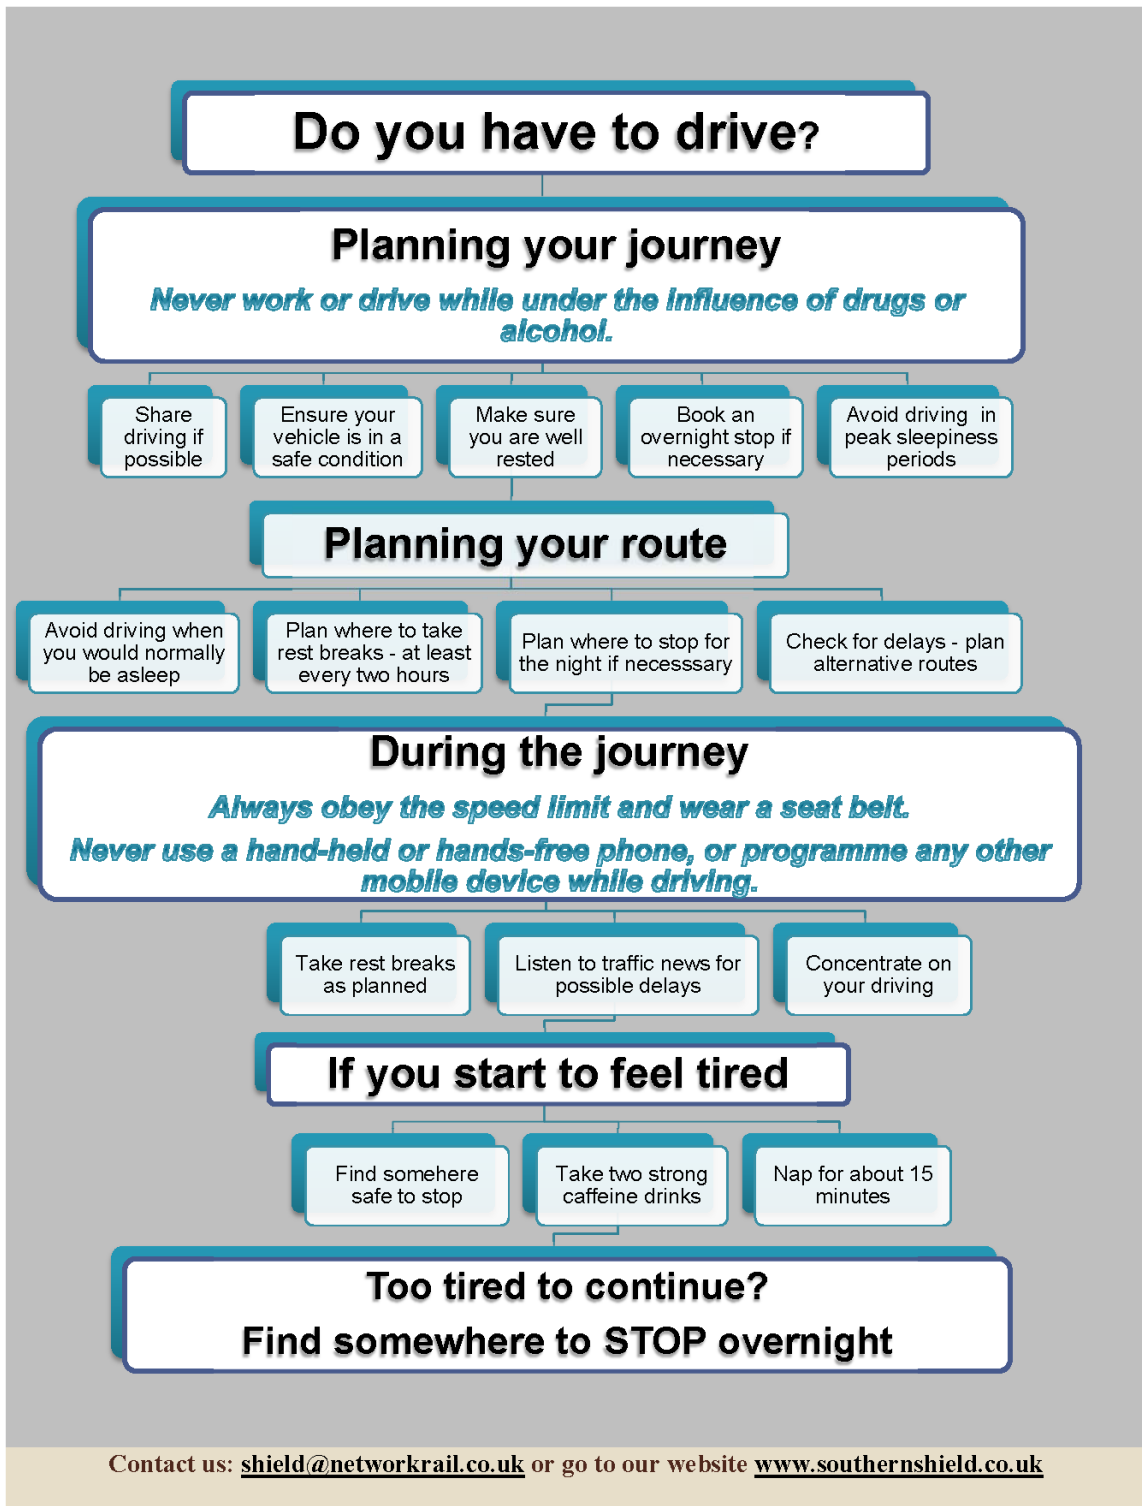 Do you have to drive?
Planning your journey
Never work or drive while under the influence of drugs or
alcohol.
Share
driving if
possible
Ensure your
vehicle is in a
safe condition
Make sure
you are well
rested
Book an
overnight stop if
necessary
Avoid driving in
peak sleepiness
periods
Planning your route
Avoid driving when
you would normally
be asleep
Plan where to take
rest breaks - at least
every two hours
Plan where to stop for
the night if necesssary
Check for delays - plan
alternative routes
During the journey
Always obey the speed limit and wear a seat belt.
Never use a hand-held or hands-free phone, or programme any other
mobile device while driving.
Take rest breaks
as planned
Listen to traffic news for
possible delays
Concentrate on
your driving
If you start to feel tired
Find somehere
safe to stop
Take two strong
caffeine drinks
Nap for about 15
minutes
Too tired to continue?
Find somewhere to STOP overnight
Contact us: shield@networkrail.co.uk or go to our website www.southernshield.co.uk